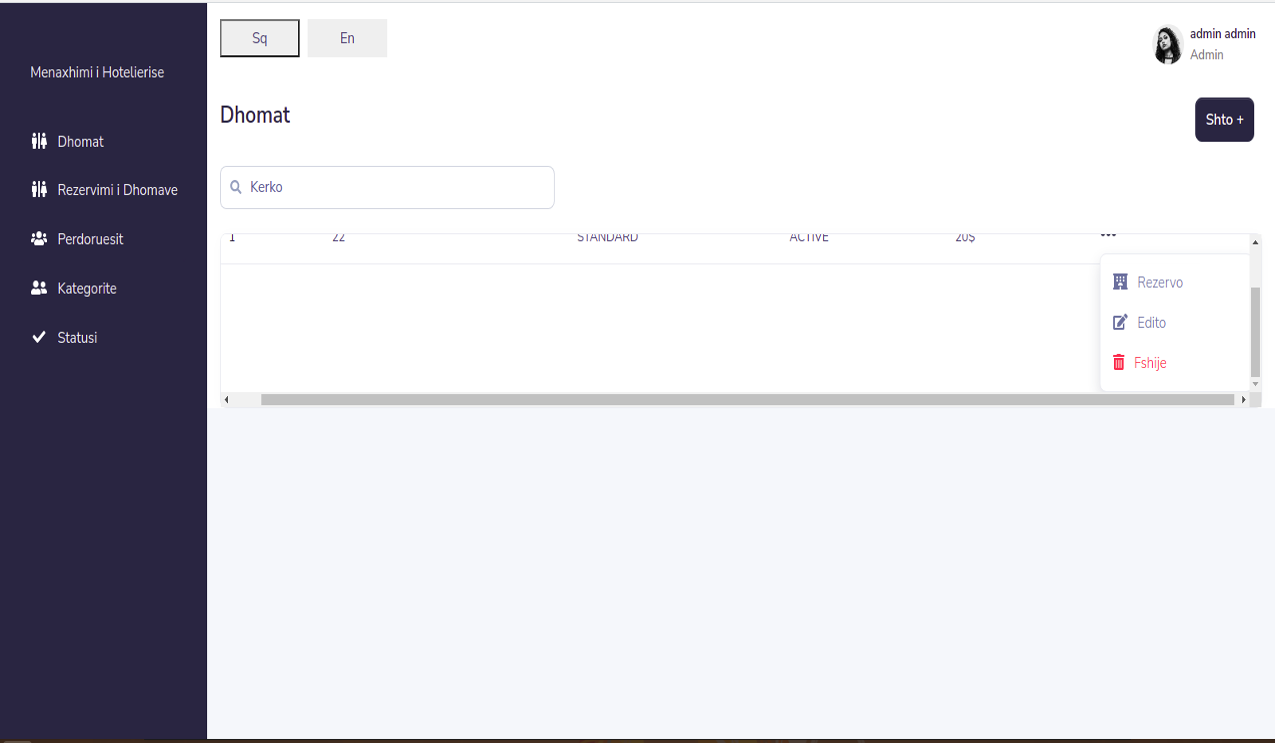 Menaxhimi i Hotelierise
Dhomat
Rezervimi i Dhomave
Perdoruesit
Kategorite
Statusi
Sq En
admin admin
Admin
Dhomat
Shto +
Kerko
1 22 STANDARD ACTIVE 20$ •••
Rezervo
Edito
Fshije